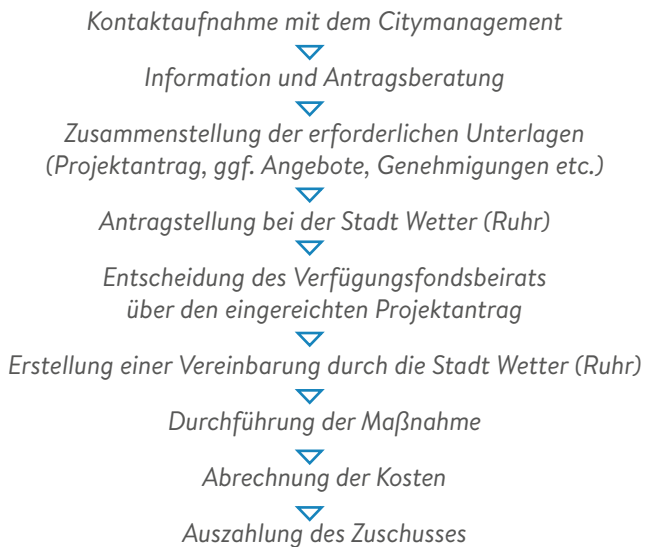 Kontaktaufnahme mit dem Citymanagement
Information und Antragsberatung
Zusammenstellung der erforderlichen Unterlagen
(Projektantrag, ggf. Angebote, Genehmigungen etc.)
Antragstellung bei der Stadt Wetter (Ruhr)
Entscheidung des Verfügungsfondsbeirats
über den eingereichten Projektantrag
Erstellung einer Vereinbarung durch die Stadt Wetter (Ruhr)
Durchführung der Maßnahme
Abrechnung der Kosten
Auszahlung des Zuschusses